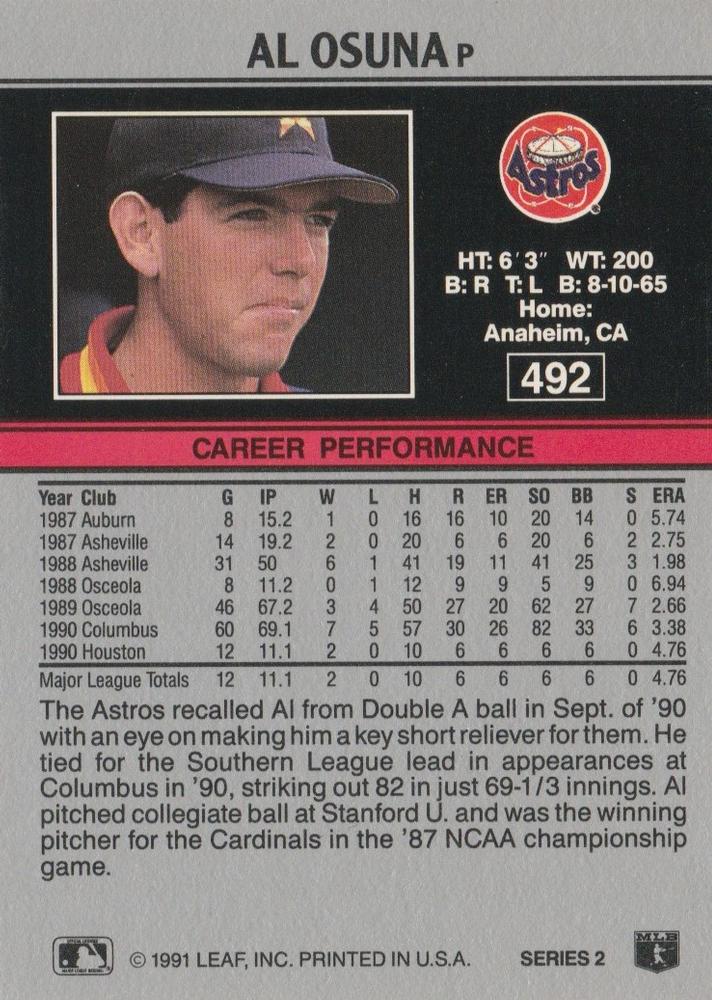 AL OSUNA P
Astros
HT: 6'3" WT: 200
B: R T: L B: 8-10-65
Home:
Anaheim, CA
492
CAREER PERFORMANCE
Year Club G IP W L H R ER SO BB S ERA
1987 Auburn 8 15.2 1 0 16 16 10 20 14 0 5.74
1987 Asheville 14 19.2 2 0 20 6 6 20 6 2 2.75
1988 Asheville 31 50 6 1 41 19 11 41 25 3 1.98
1988 Osceola 8 11.2 0 1 12 9 9 5 9 0 6.94
1989 Osceola 46 67.2 3 4 50 27 20 62 27 7 2.66
1990 Columbus 60 69.1 7 5 57 30 26 82 33 6 3.38
1990 Houston 12 11.1 2 0 10 6 6 6 6 0 4.76
Major League Totals 12 11.1 2 0 10 6 6 6 6 0 4.76
The Astros recalled Al from Double A ball in Sept. of '90
with an eye on making him a key short reliever for them. He
tied for the Southern League lead in appearances at
Columbus in '90, striking out 82 in just 69-1/3 innings. Al
pitched collegiate ball at Stanford U. and was the winning
pitcher for the Cardinals in the '87 NCAA championship
game.
© 1991 LEAF, INC. PRINTED IN U.S.A. SERIES 2 MLB